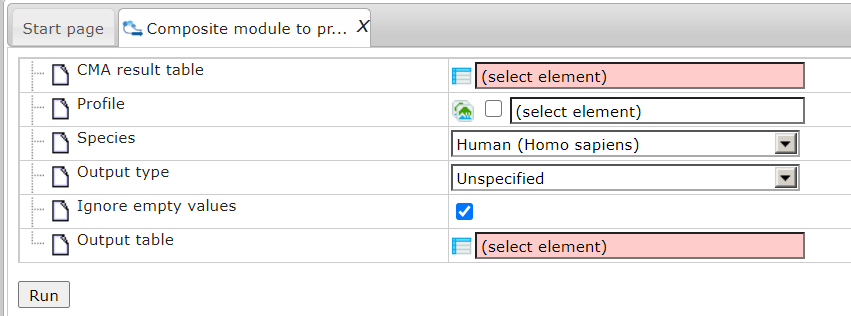 Start page
Composite module to pr... X
CMA result table (select element)
Profile (select element)
Species Human (Homo sapiens)
Output type Unspecified
Ignore empty values
Output table (select element)
Run